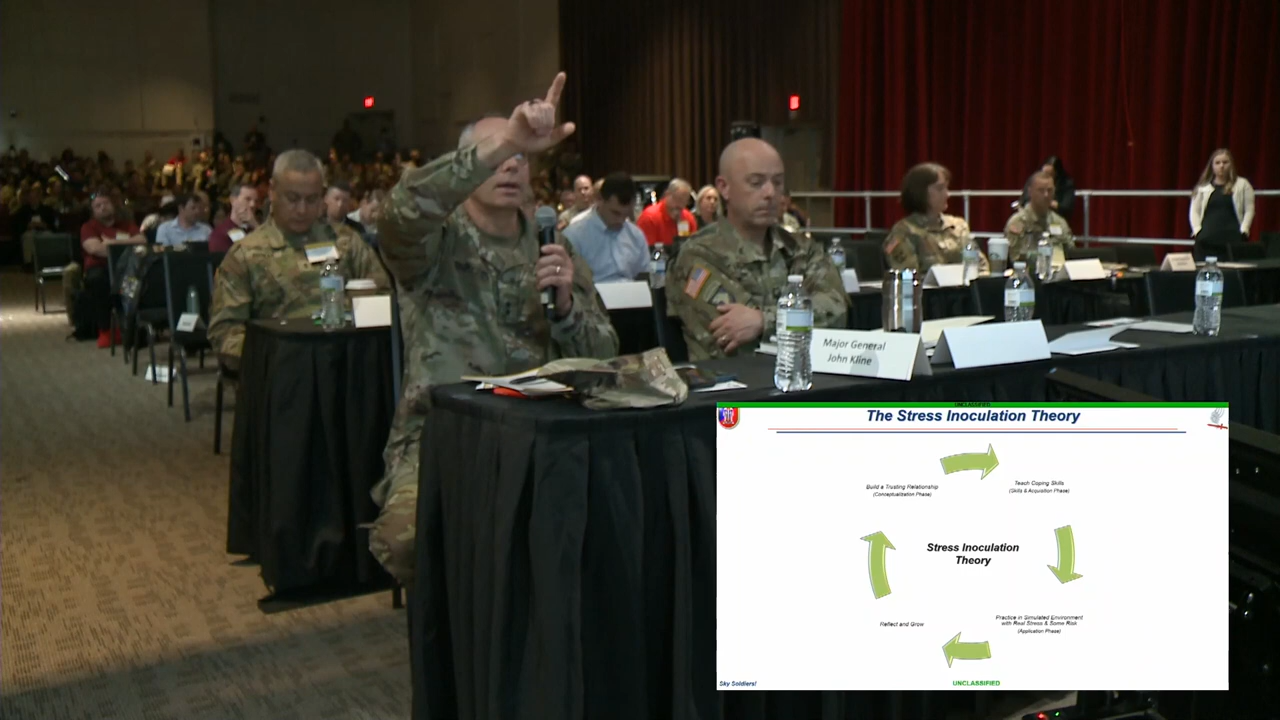 Major General
John Kline
UNCLASSIFIED
The Stress Inoculation Theory
Build a Trusting Relationship
(Conceptualization Phase)
Teach Coping Skills
(Skills & Acquisition Phase)
Stress Inoculation
Theory
Reflect and Grow
Practice in Simulated Environment
with Real Stress & Some Risk
(Application Phase)
Sky Soldiers!
UNCLASSIFIED